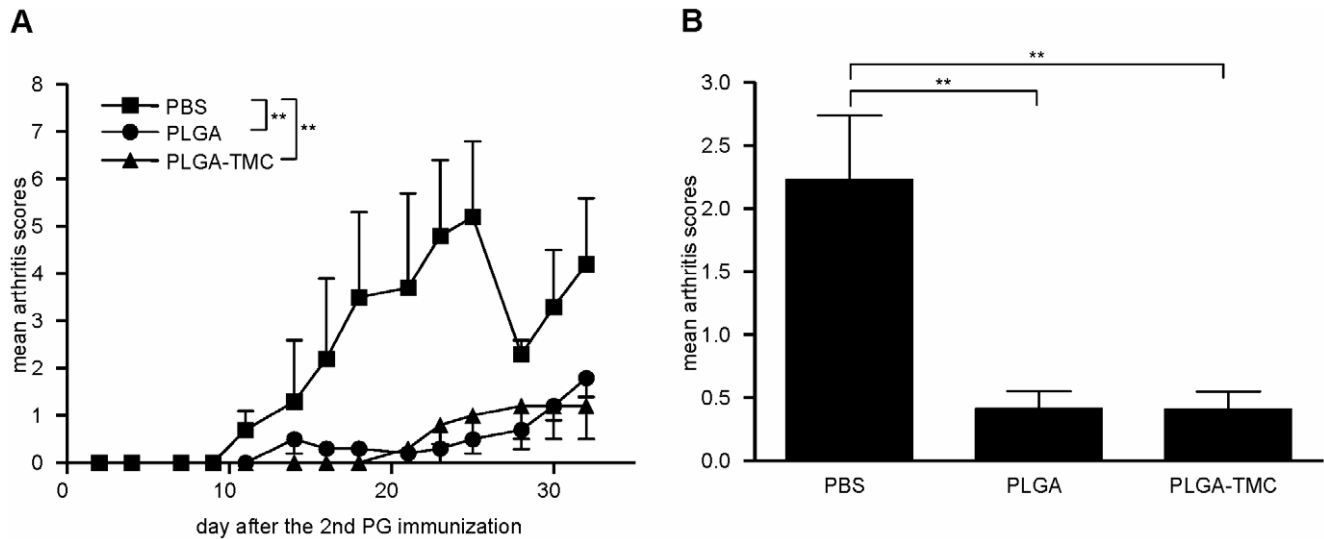 A
mean arthritis scores
8
7
6
5
4
3
2
1
0
PBS
PLGA
PLGA-TMC
**
**
0
10
20
30
day after the 2nd PG immunization
B
mean arthritis scores
3.0
2.5
2.0
1.5
1.0
0.5
0.0
**
**
PBS
PLGA
PLGA-TMC